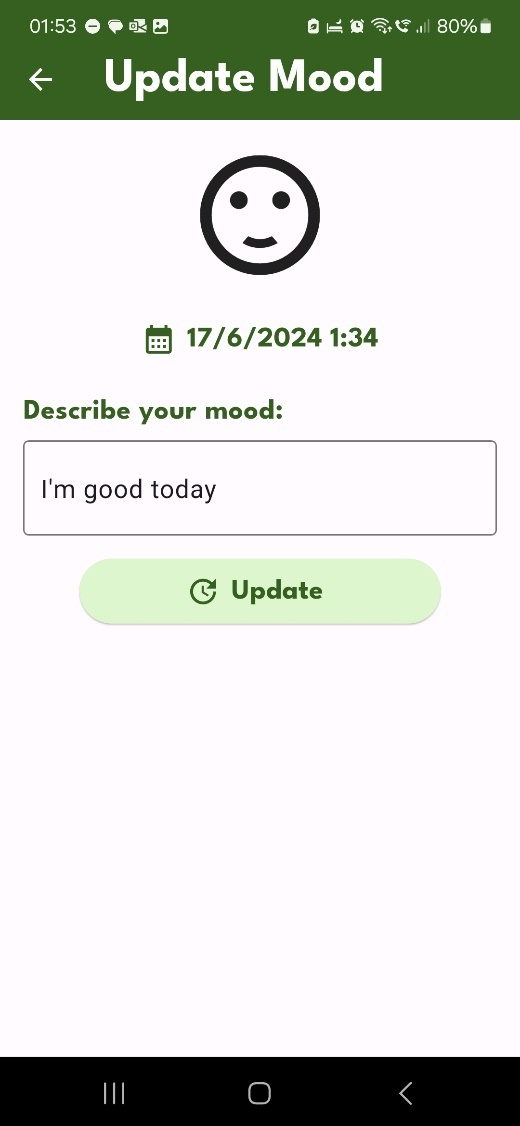 01:53 80%
Update Mood
17/6/2024 1:34
Describe your mood:
I'm good today
Update